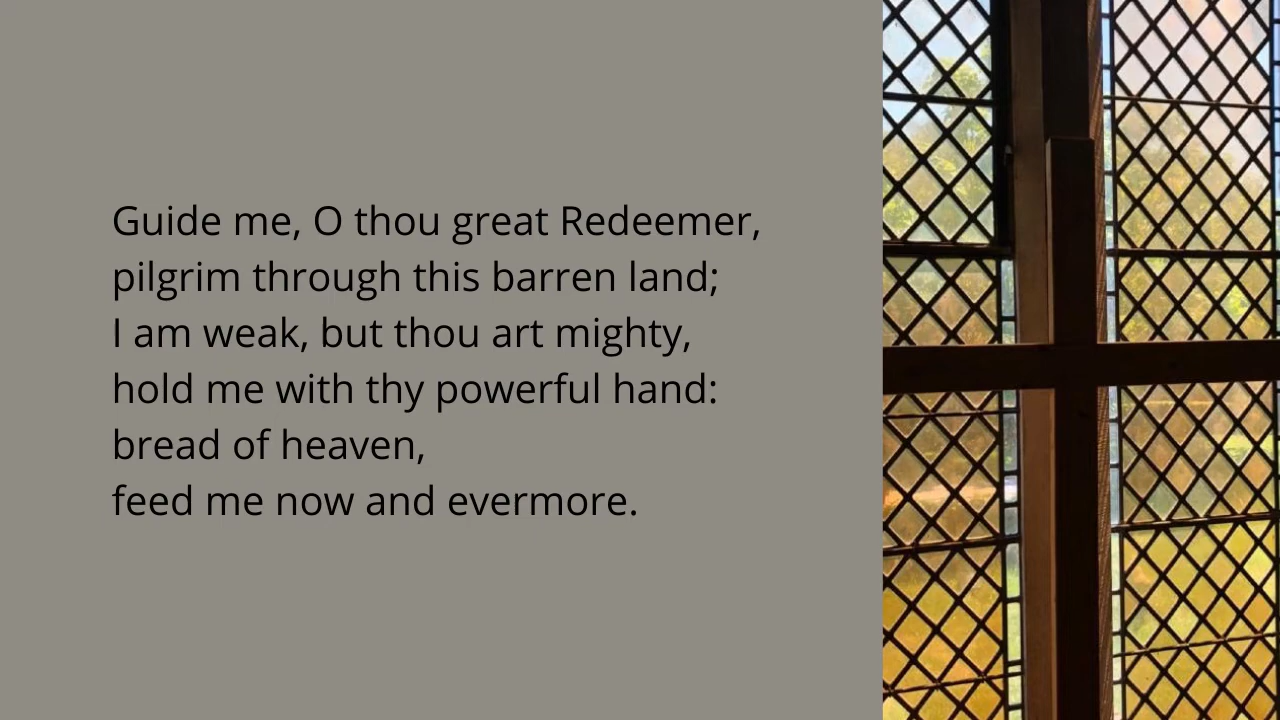 Guide me, O thou great Redeemer,
pilgrim through this barren land;
I am weak, but thou art mighty,
hold me with thy powerful hand:
bread of heaven,
feed me now and evermore.